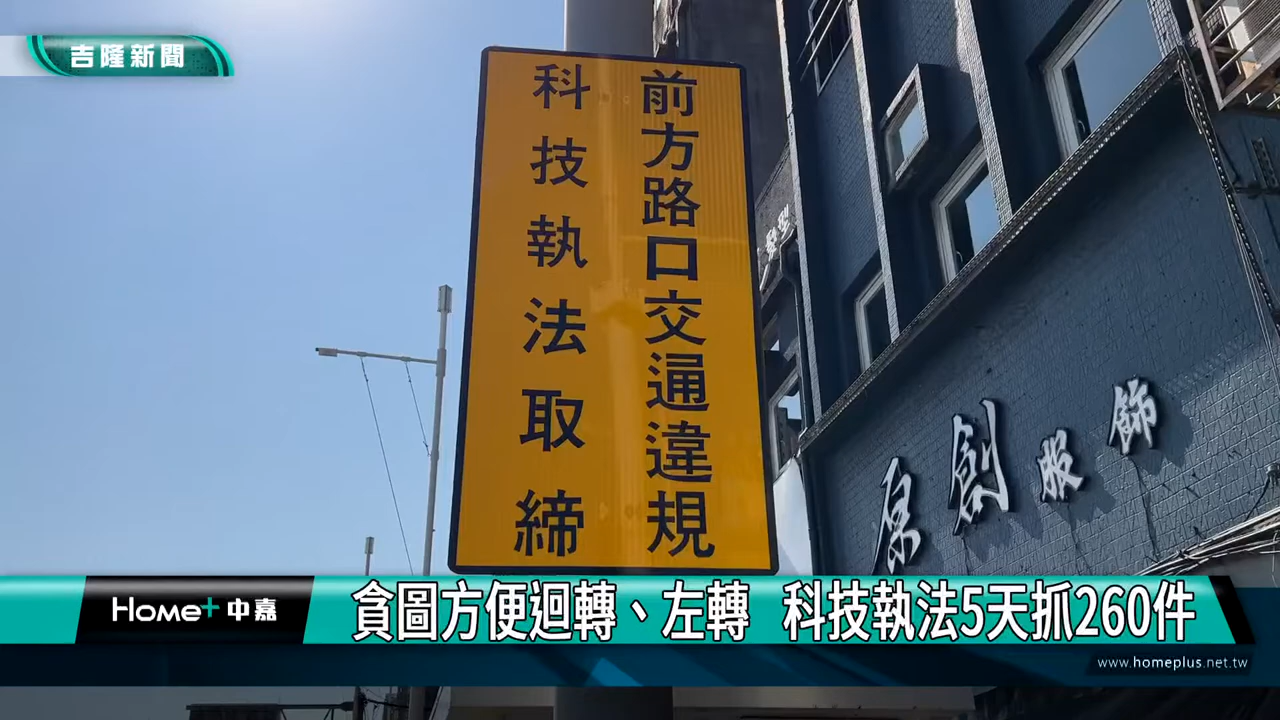 吉隆新聞
前方路口交通違規
科技執法取締
原創服飾
Home+中嘉
貪圖方便迴轉、左轉 科技執法5天抓260件
www.homeplus.net.tw